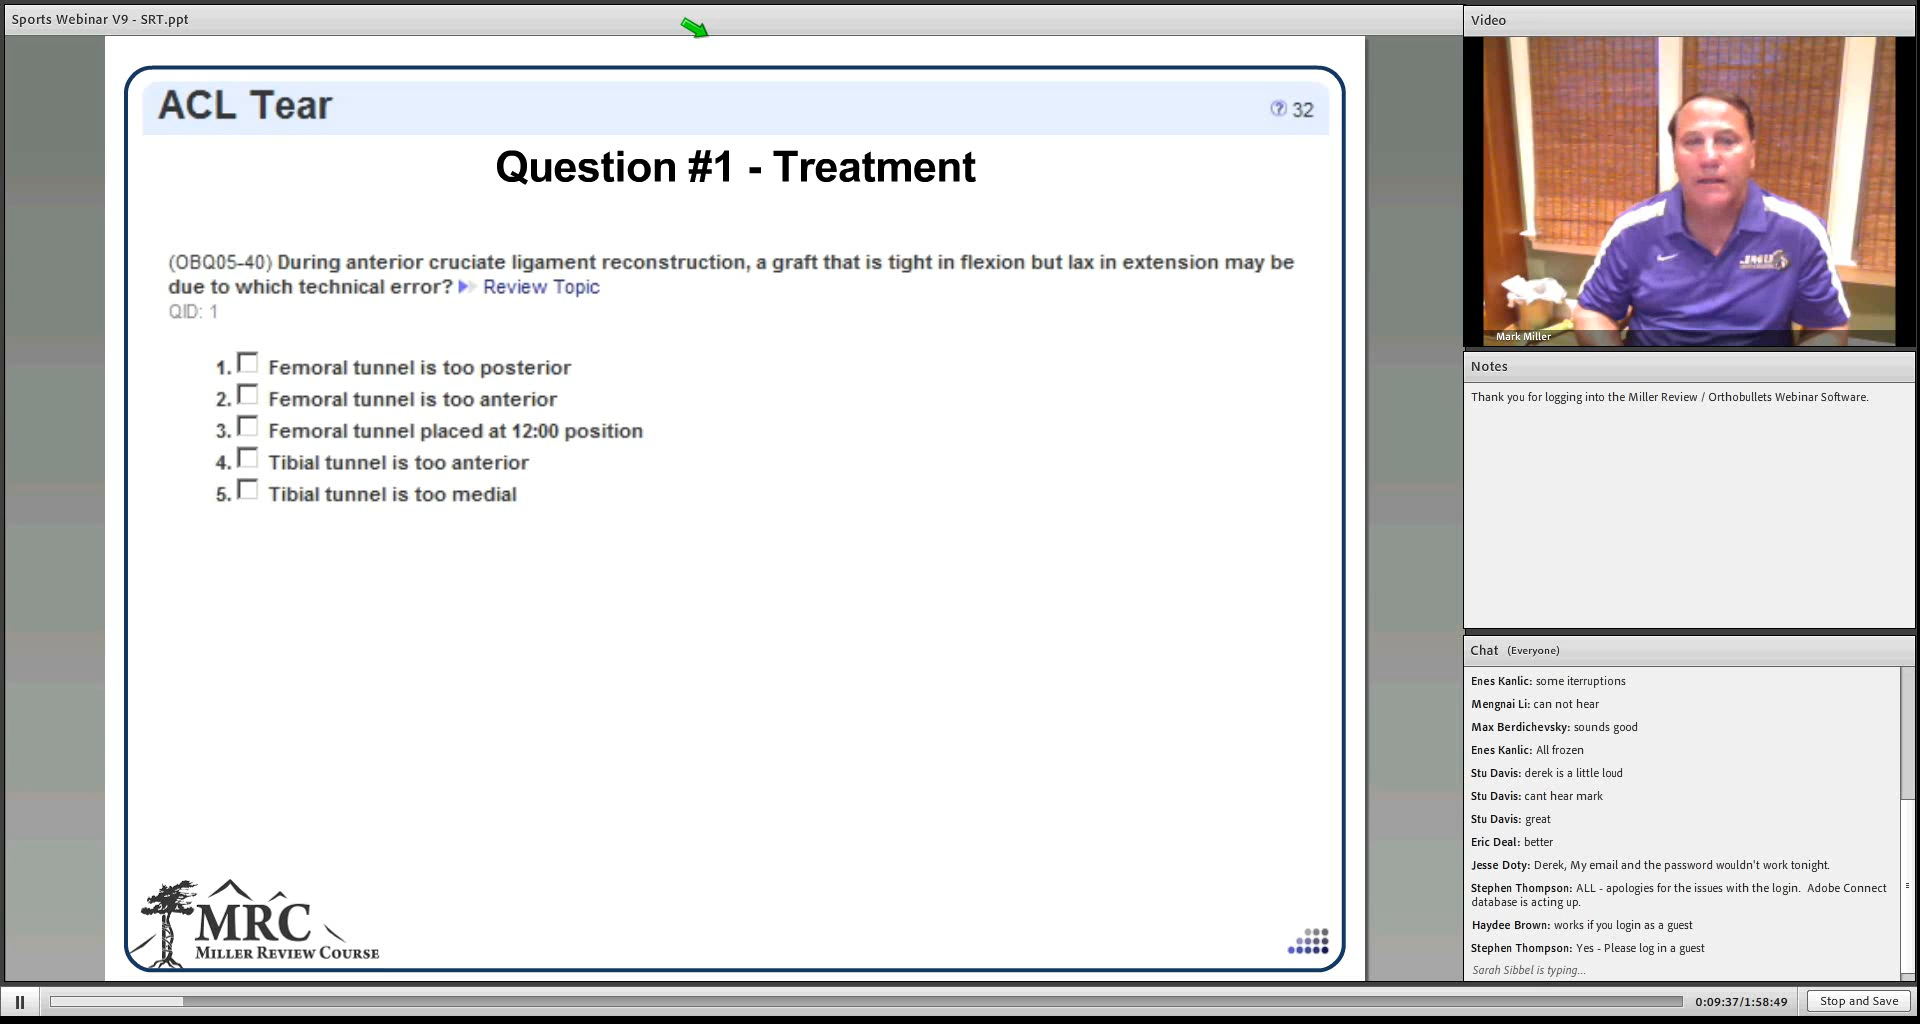 Sports Webinar V9 - SRT.ppt
ACL Tear
? 32
Question #1 - Treatment
(OBQ05-40) During anterior cruciate ligament reconstruction, a graft that is tight in flexion but lax in extension may be
due to which technical error? Review Topic
QID: 1
1. Femoral tunnel is too posterior
2. Femoral tunnel is too anterior
3. Femoral tunnel placed at 12:00 position
4. Tibial tunnel is too anterior
5. Tibial tunnel is too medial
MRC
MILLER REVIEW COURSE
Video
JMU
Mark Miller
Notes
Thank you for logging into the Miller Review / Orthobullets Webinar Software.
Chat (Everyone)
Enes Kanlic: some iterruptions
Mengnai Li: can not hear
Max Berdichevsky: sounds good
Enes Kanlic: All frozen
Stu Davis: derek is a little loud
Stu Davis: cant hear mark
Stu Davis: great
Eric Deal: better
Jesse Doty: Derek, My email and the password wouldn't work tonight.
Stephen Thompson: ALL - apologies for the issues with the login. Adobe Connect
database is acting up.
Haydee Brown: works if you login as a guest
Stephen Thompson: Yes - Please log in a guest
Sarah Sibbel is typing...
0:09:37/1:58:49
Stop and Save